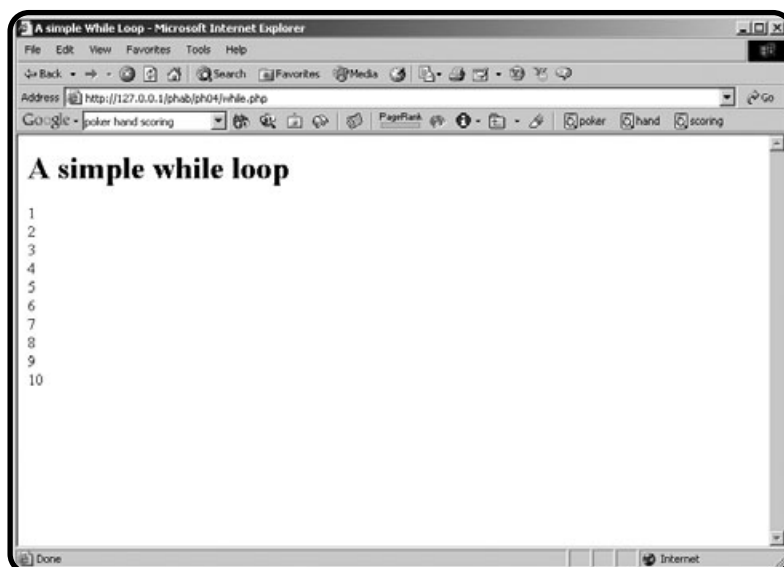 A simple While Loop - Microsoft Internet Explorer
File Edit View Favorites Tools Help
Back Search Favorites Media
Address http://127.0.0.1/phab/ph04/while.php Go
Google poker hand scoring PageRank poker hand scoring
A simple while loop
1
2
3
4
5
6
7
8
9
10
Done Internet